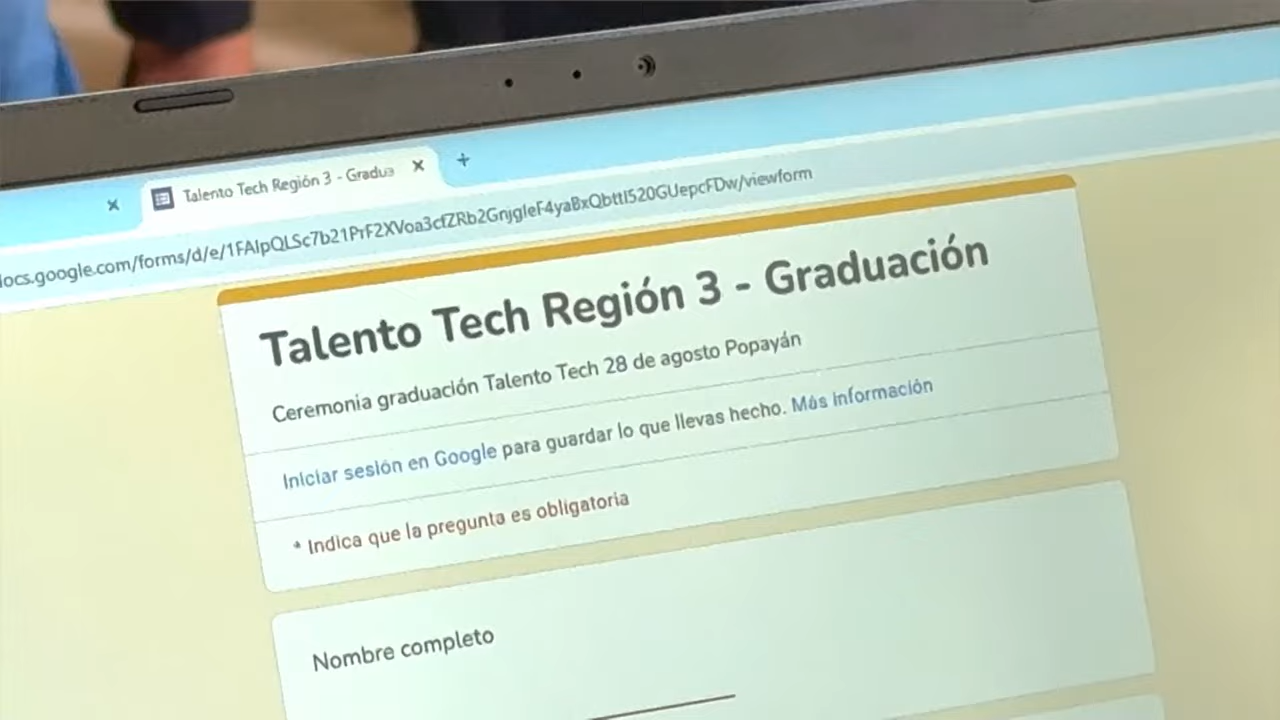 Talento Tech Región 3 - Gradua
docs.google.com/forms/d/e/1FAIpQLSc7b21PrF2XVoa3cfZRb2GnjgIeF4yaBxQbttI520GUepcFDw/viewform
Talento Tech Región 3 - Graduación
Ceremonia graduación Talento Tech 28 de agosto Popayán
Iniciar sesión en Google para guardar lo que llevas hecho. Más información
* Indica que la pregunta es obligatoria
Nombre completo